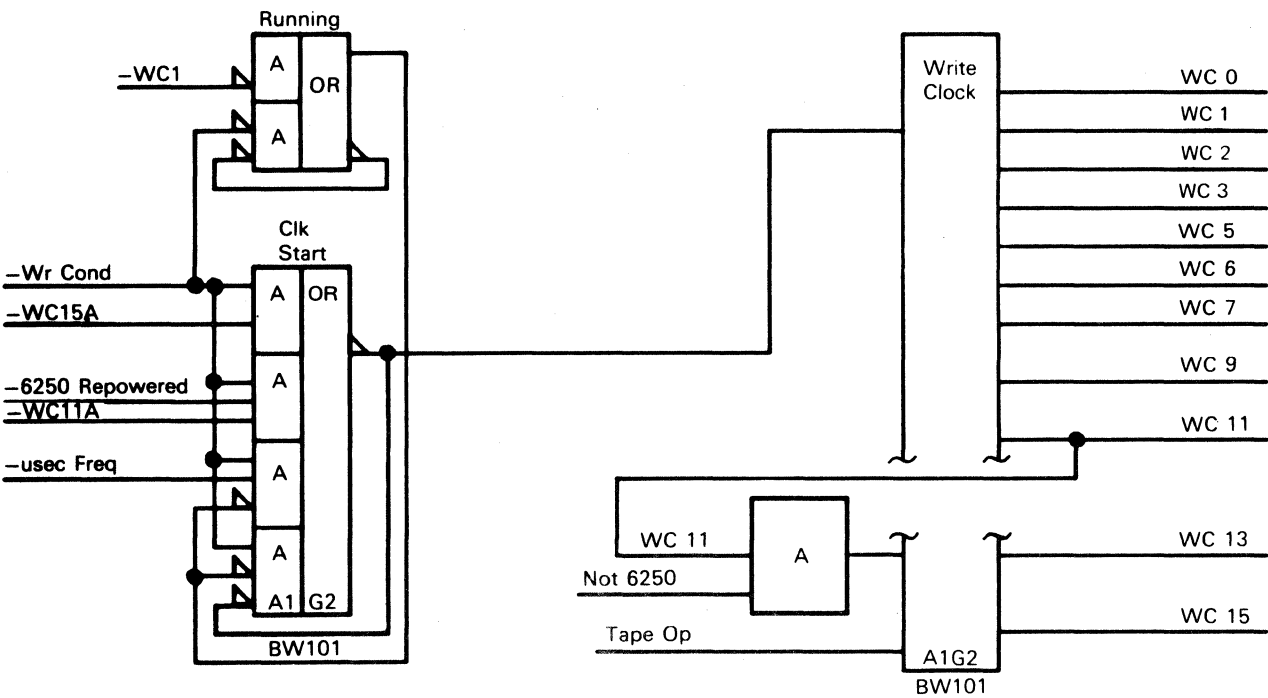 Running
A
OR
–WC1
A
Clk
Start
–Wr Cond
A
OR
–WC15A
A
–6250 Repowered
–WC11A
–usec Freq
A
A
A1
G2
BW101
Write
Clock
WC 0
WC 1
WC 2
WC 3
WC 5
WC 6
WC 7
WC 9
WC 11
WC 11
A
Not 6250
Tape Op
WC 13
WC 15
A1G2
BW101